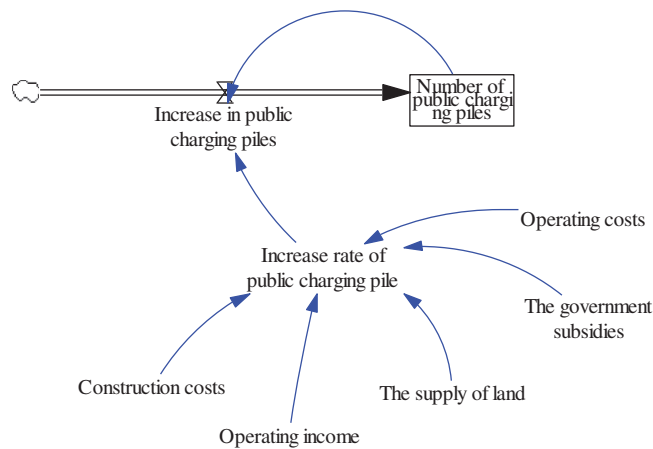 Number of
public chargi
ng piles
Increase in public
charging piles
Operating costs
Increase rate of
public charging pile
The government
subsidies
Construction costs
The supply of land
Operating income